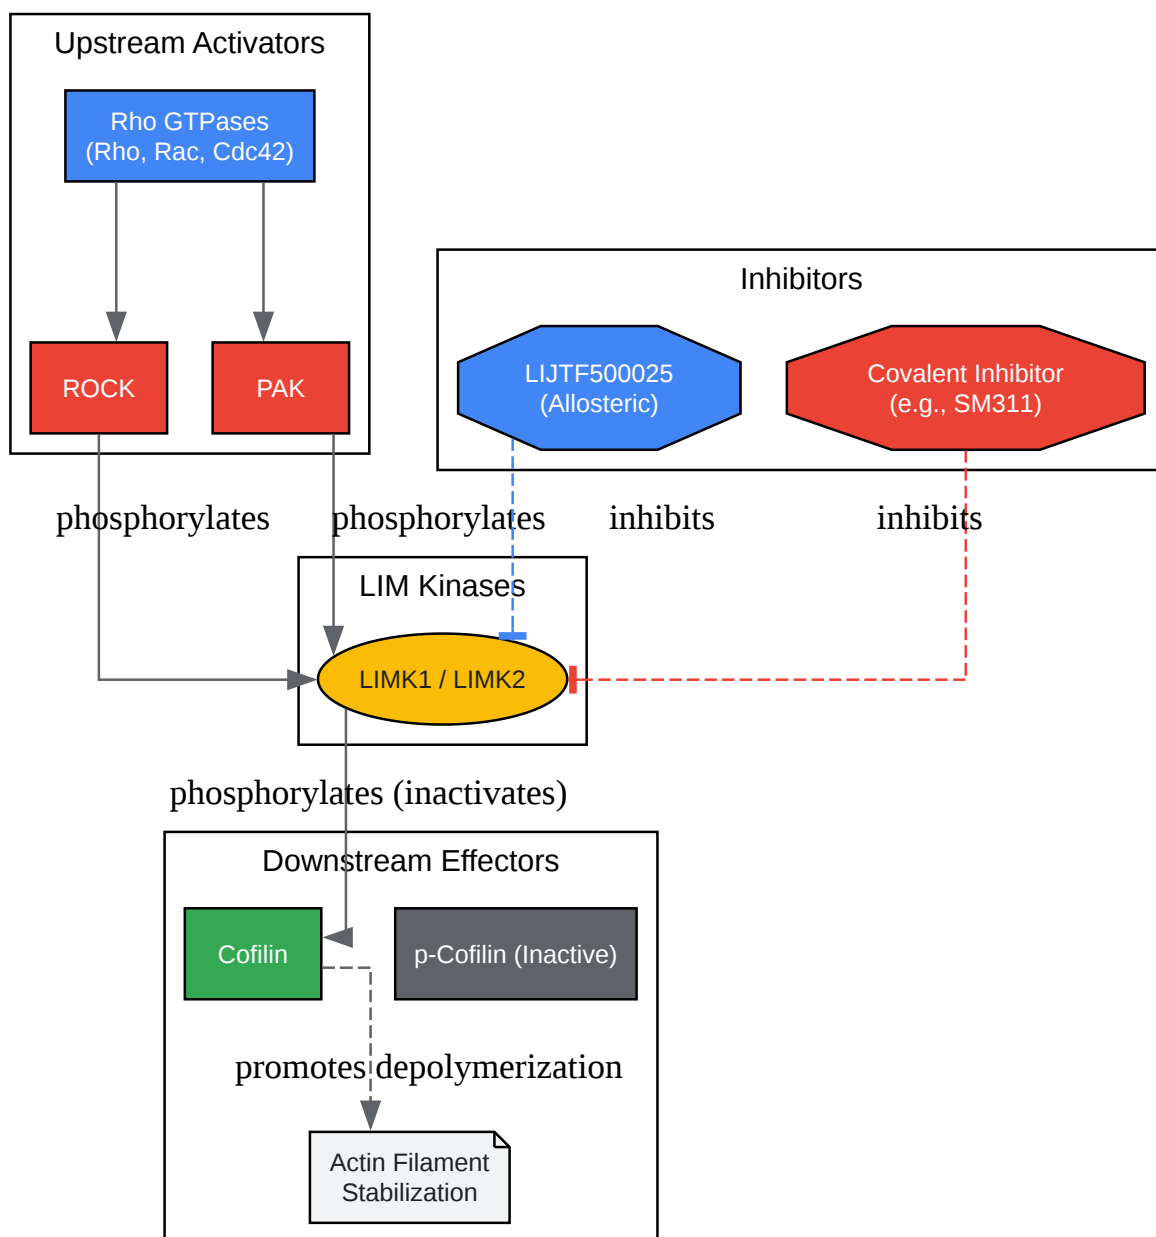 Upstream Activators
Rho GTPases
(Rho, Rac, Cdc42)
ROCK
PAK
Inhibitors
LIJTF500025
(Allosteric)
Covalent Inhibitor
(e.g., SM311)
phosphorylates
phosphorylates
inhibits
inhibits
LIM Kinases
LIMK1 / LIMK2
phosphorylates (inactivates)
Downstream Effectors
Cofilin
p-Cofilin (Inactive)
promotes depolymerization
Actin Filament
Stabilization